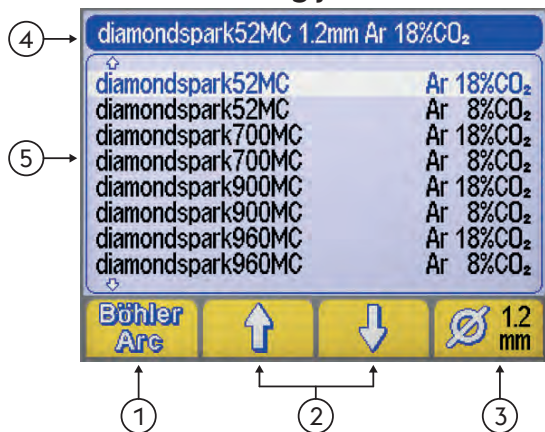 diamondspark52MC 1.2mm Ar 18%CO₂
diamondspark52MC Ar 18%CO₂
diamondspark52MC Ar 8%CO₂
diamondspark700MC Ar 18%CO₂
diamondspark700MC Ar 8%CO₂
diamondspark900MC Ar 18%CO₂
diamondspark900MC Ar 8%CO₂
diamondspark960MC Ar 18%CO₂
diamondspark960MC Ar 8%CO₂
Böhler
Arc
Ø 1.2
mm
4
5
1
2
3